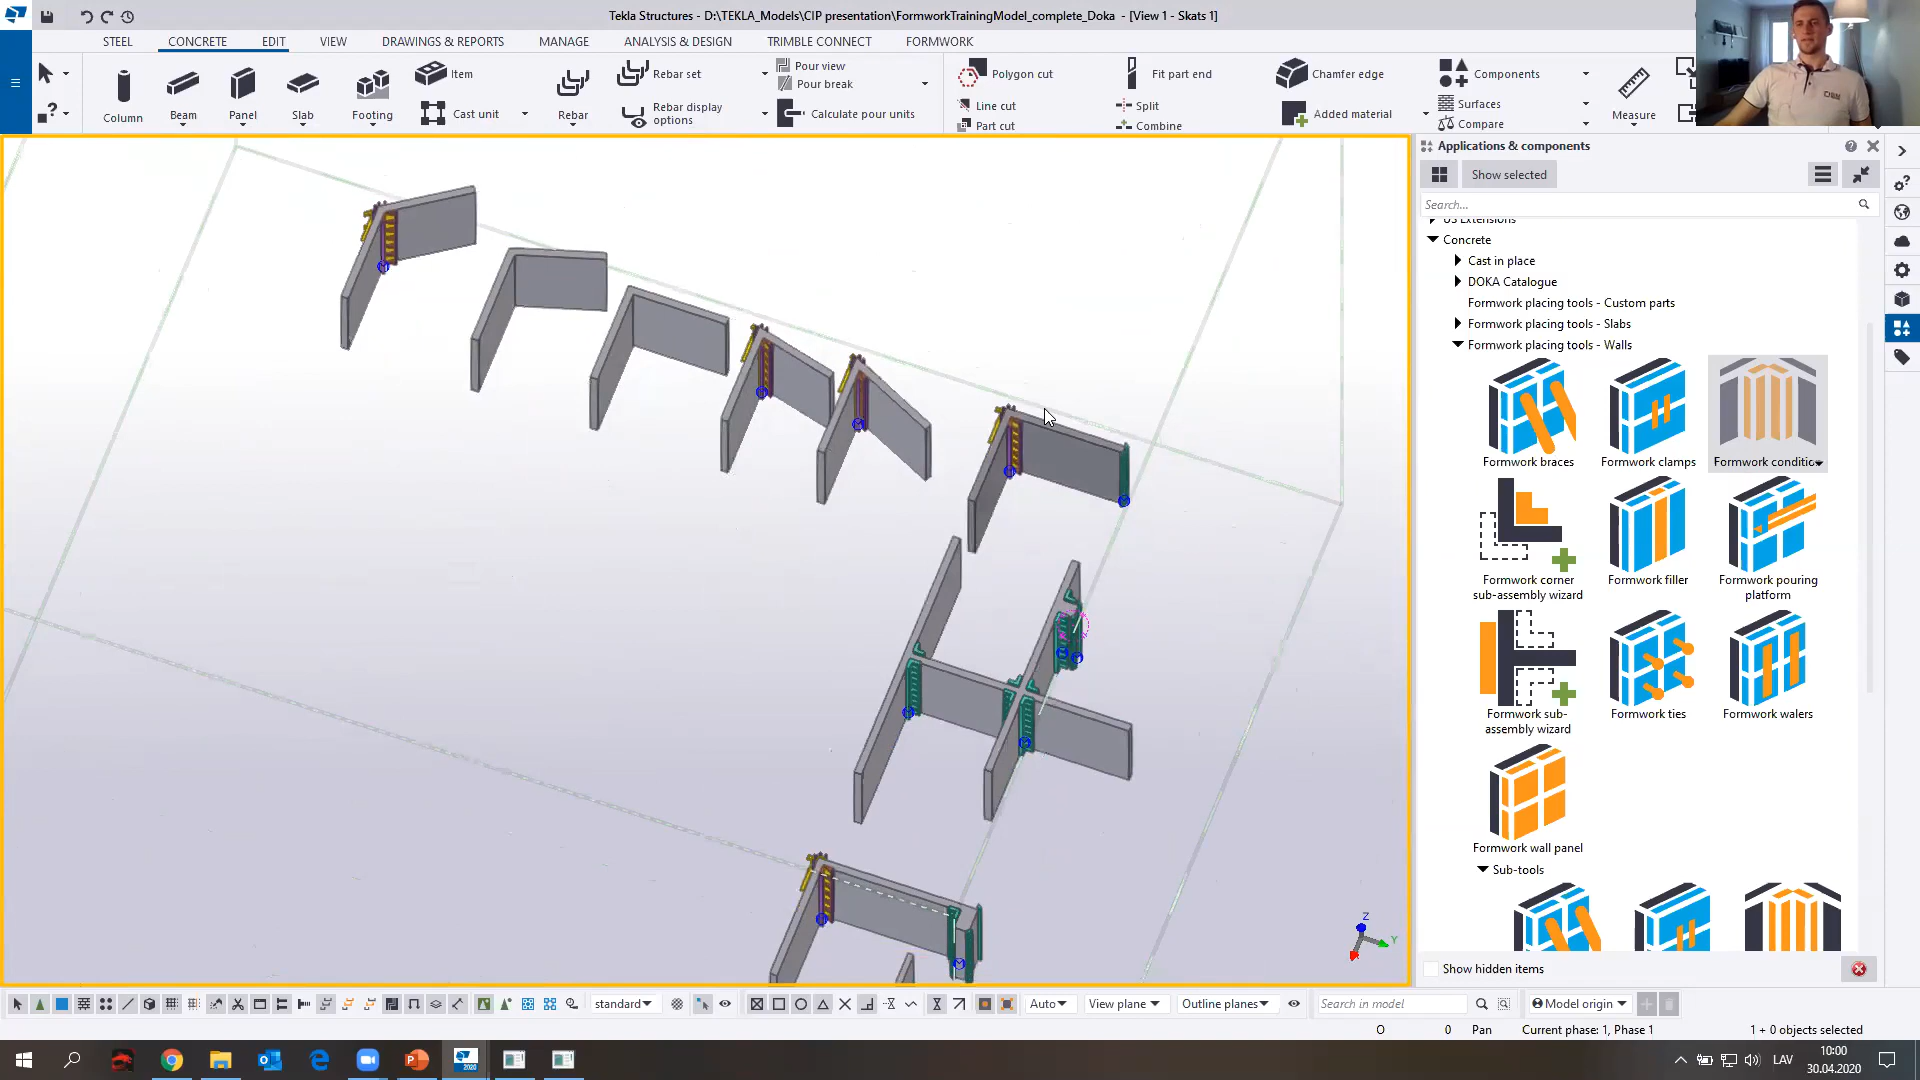 Tekla Structures - D:\TEKLA_Models\CIP presentation\FormworkTrainingModel_complete_Doka - [View 1 - Skats 1]
STEEL CONCRETE EDIT VIEW DRAWINGS & REPORTS MANAGE ANALYSIS & DESIGN TRIMBLE CONNECT FORMWORK
Column
Beam
Panel
Slab
Footing
Item
Cast unit
Rebar
Rebar set
Rebar display
options
Pour view
Pour break
Calculate pour units
Polygon cut
Line cut
Part cut
Fit part end
Split
Combine
Chamfer edge
Added material
Components
Surfaces
Compare
Measure
Applications & components
Show selected
Search...
US Extensions
Concrete
Cast in place
DOKA Catalogue
Formwork placing tools - Custom parts
Formwork placing tools - Slabs
Formwork placing tools - Walls
Formwork braces
Formwork clamps
Formwork conditio
Formwork corner
sub-assembly wizard
Formwork filler
Formwork pouring
platform
Formwork sub-
assembly wizard
Formwork ties
Formwork walers
Formwork wall panel
Sub-tools
Show hidden items
Z
Y
standard
Auto
View plane
Outline planes
Search in model
Model origin
O 0 Pan Current phase: 1, Phase 1 1 + 0 objects selected
2020
LAV
10:00
30.04.2020